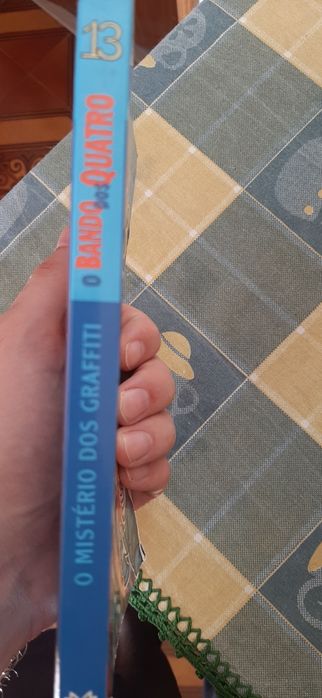 13
O BANDO DOS QUATRO
O MISTÉRIO DOS GRAFFITI